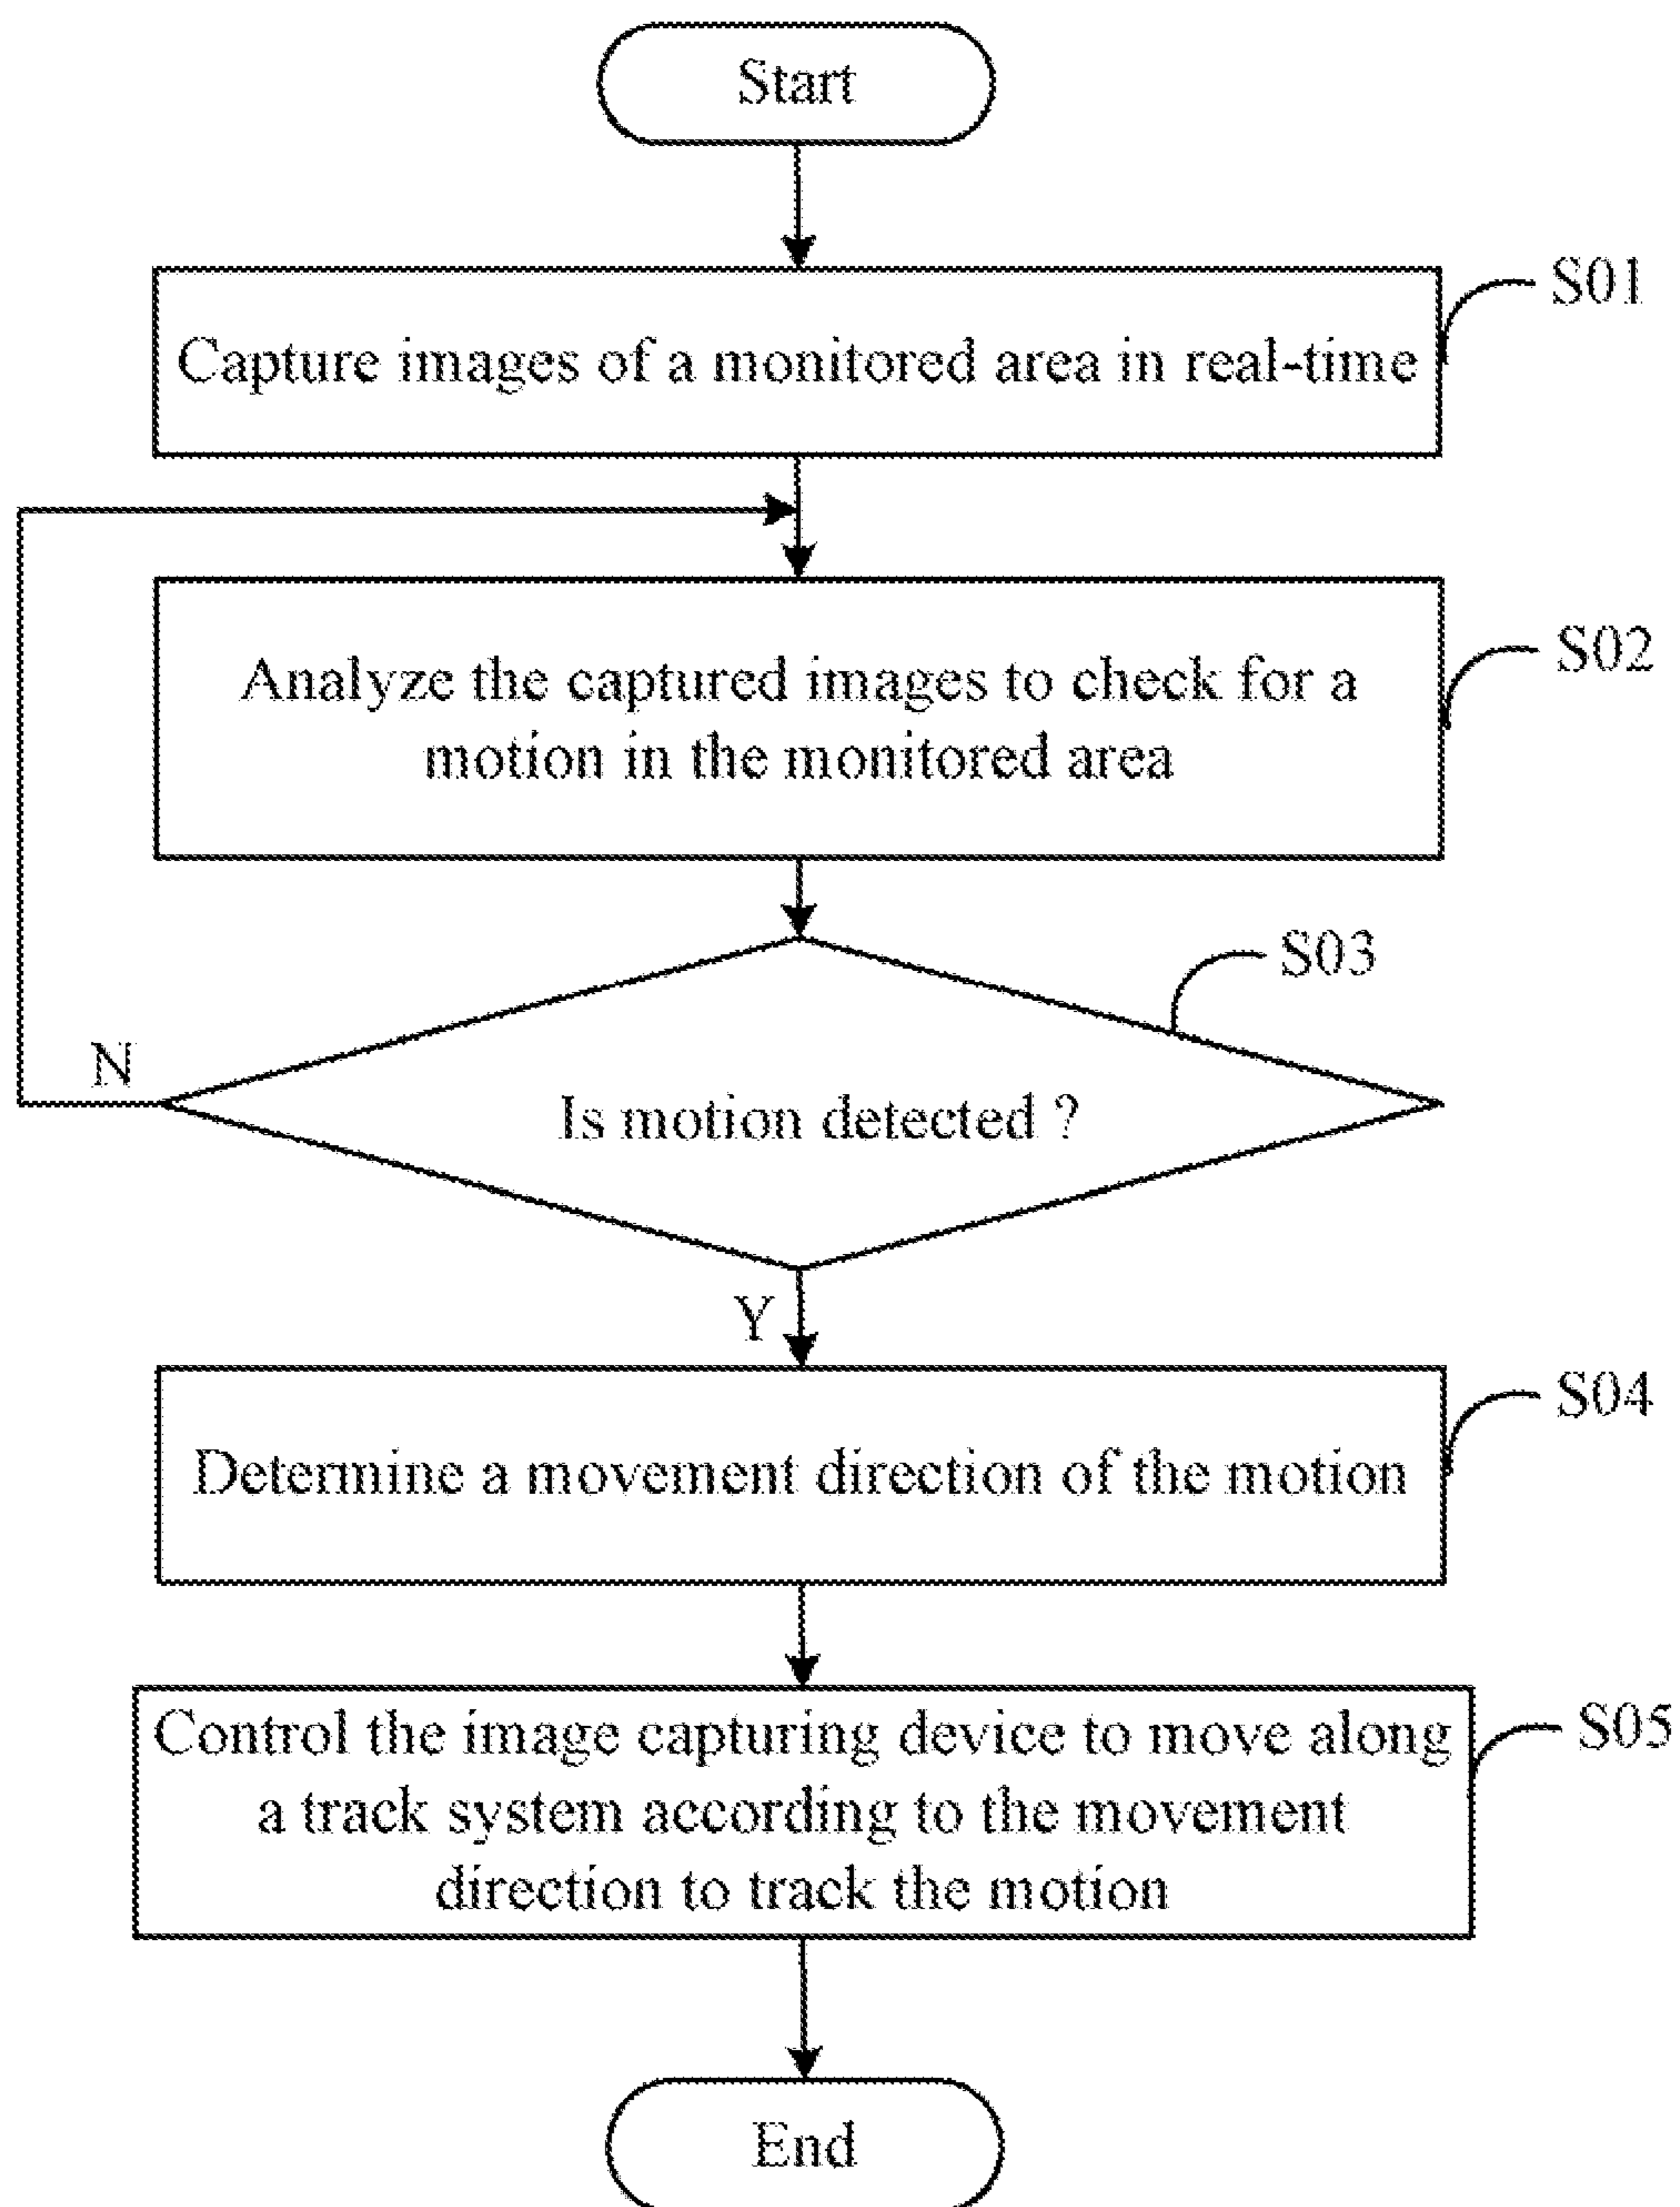 Start
S01
Capture images of a monitored area in real-time
S02
Analyze the captured images to check for a
motion in the monitored area
S03
N
Is motion detected ?
Y
S04
Determine a movement direction of the motion
S05
Control the image capturing device to move along
a track system according to the movement
direction to track the motion
End